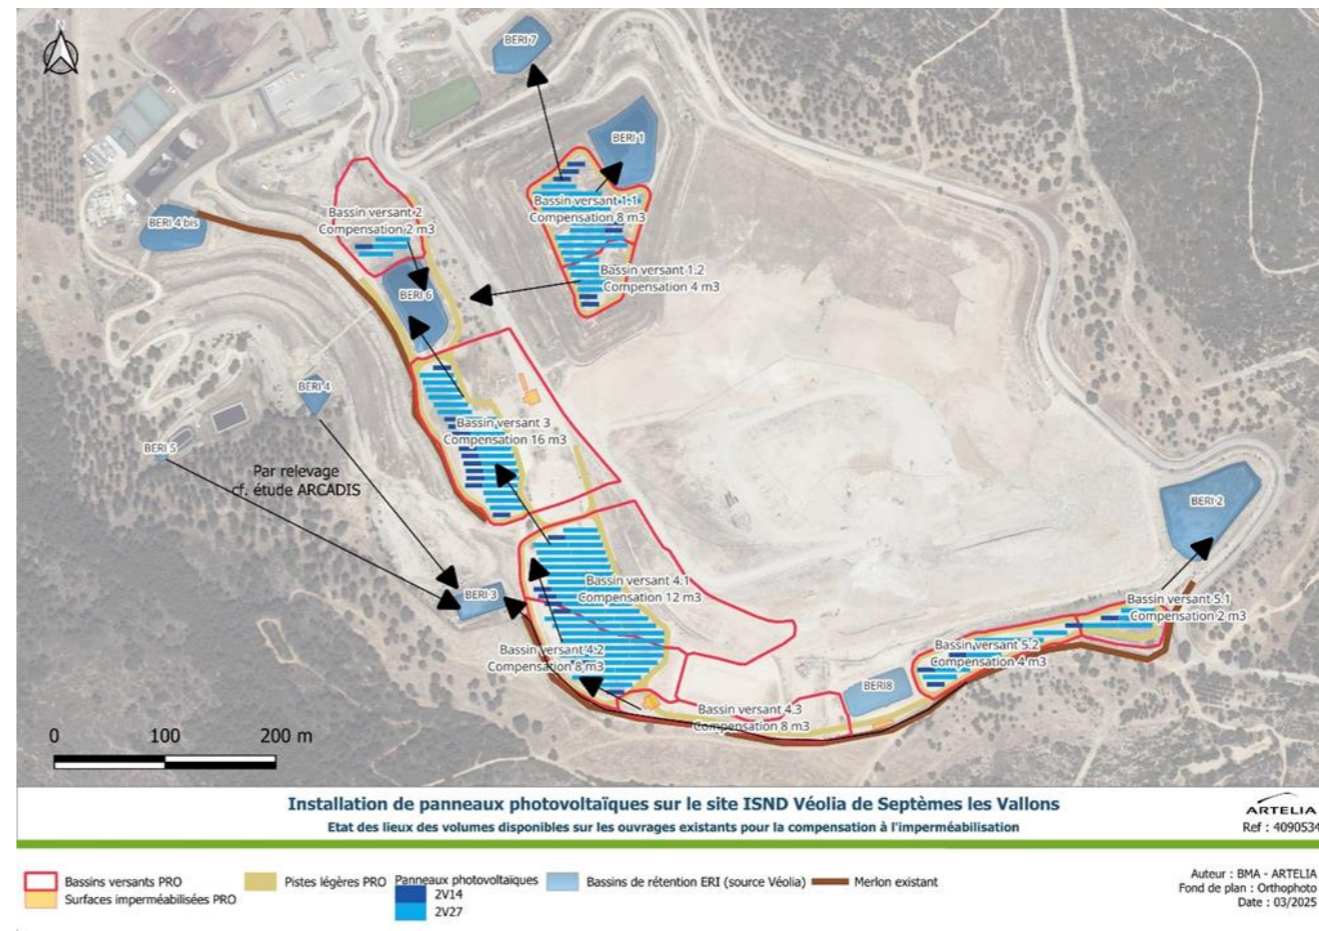 N
BERI 7
BERI 1
Bassin versant 1.1
Compensation 8 m3
Bassin versant 2
Compensation 2 m3
BERI 4 bis
Bassin versant 1.2
Compensation 4 m3
BERI 6
BERI 4
Bassin versant 3
Compensation 16 m3
BERI 5
Par relevage
cf. étude ARCADIS
BERI 2
Bassin versant 4.1
Compensation 12 m3
BERI 3
Bassin versant 5.1
Compensation 2 m3
Bassin versant 4.2
Compensation 8 m3
Bassin versant 5.2
Compensation 4 m3
BERI8
Bassin versant 4.3
Compensation 8 m3
0 100 200 m
Installation de panneaux photovoltaïques sur le site ISND Véolia de Septèmes les Vallons
Etat des lieux des volumes disponibles sur les ouvrages existants pour la compensation à l'imperméabilisation
ARTELIA
Ref : 4090534
Bassins versants PRO
Surfaces imperméabilisées PRO
Pistes légères PRO
Panneaux photovoltaïques
2V14
2V27
Bassins de rétention ERI (source Véolia)
Merlon existant
Auteur : BMA - ARTELIA
Fond de plan : Orthophoto
Date : 03/2025